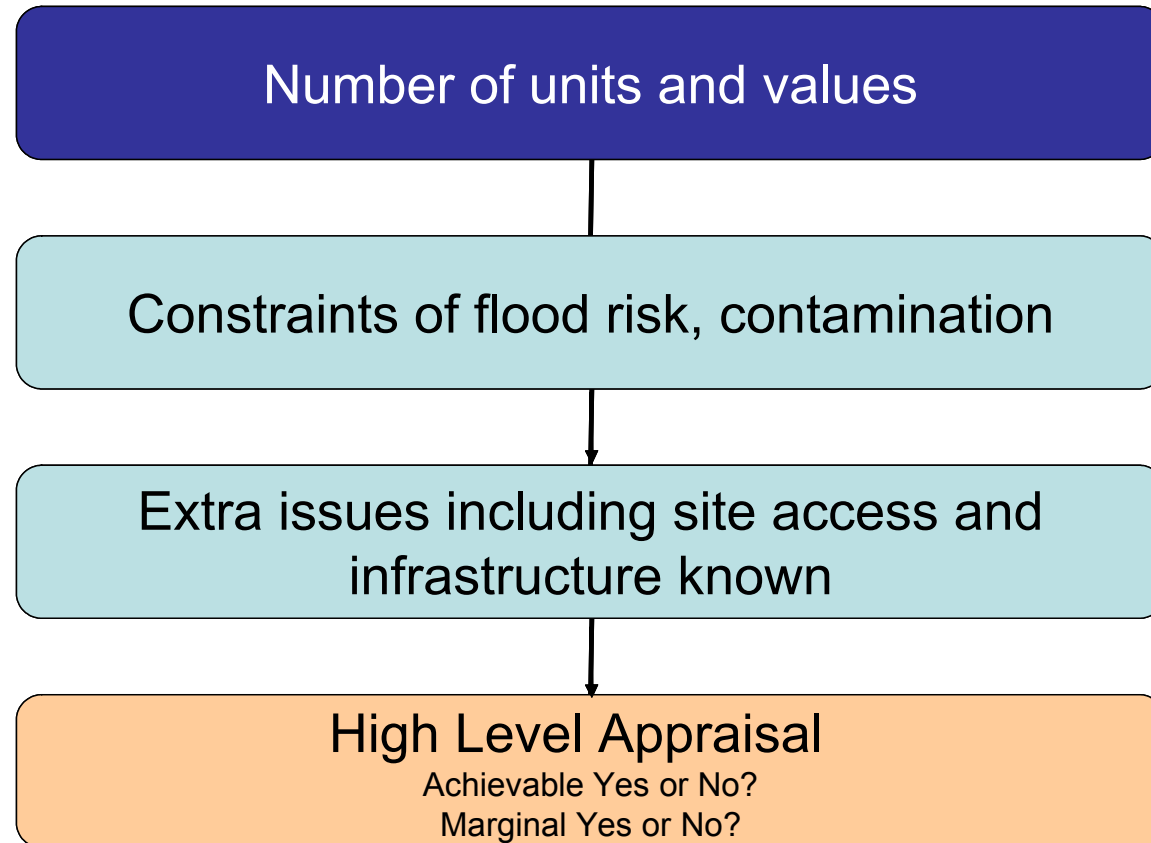 Number of units and values
Constraints of flood risk, contamination
Extra issues including site access and
infrastructure known
High Level Appraisal
Achievable Yes or No?
Marginal Yes or No?